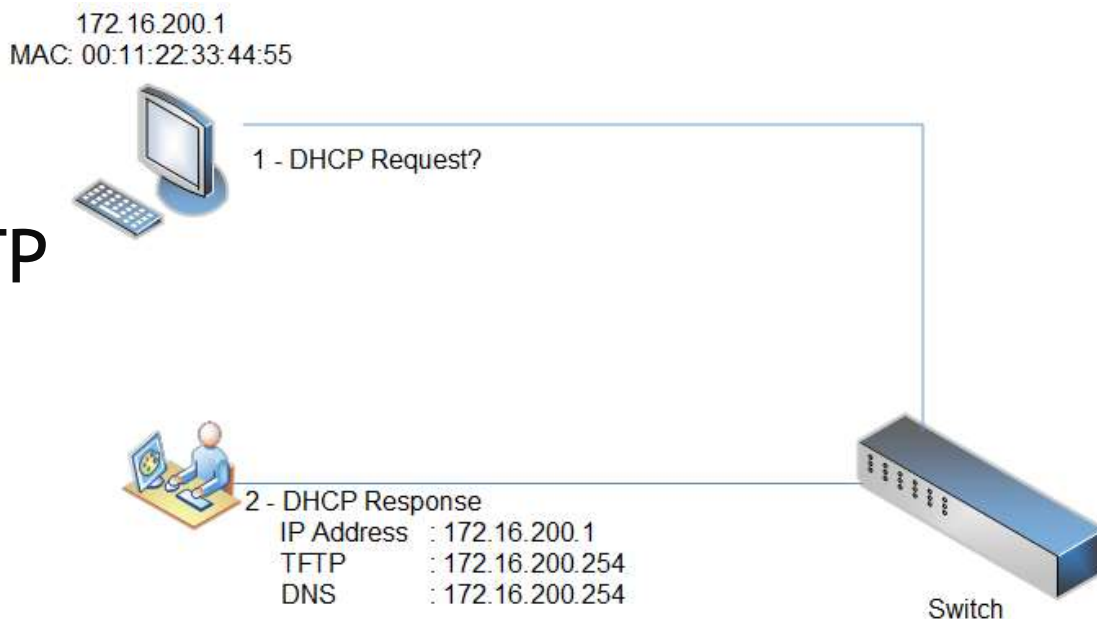 172.16.200.1
MAC: 00:11:22:33:44:55
1 - DHCP Request?
TP
2 - DHCP Response
IP Address : 172.16.200.1
TFTP : 172.16.200.254
DNS : 172.16.200.254
Switch